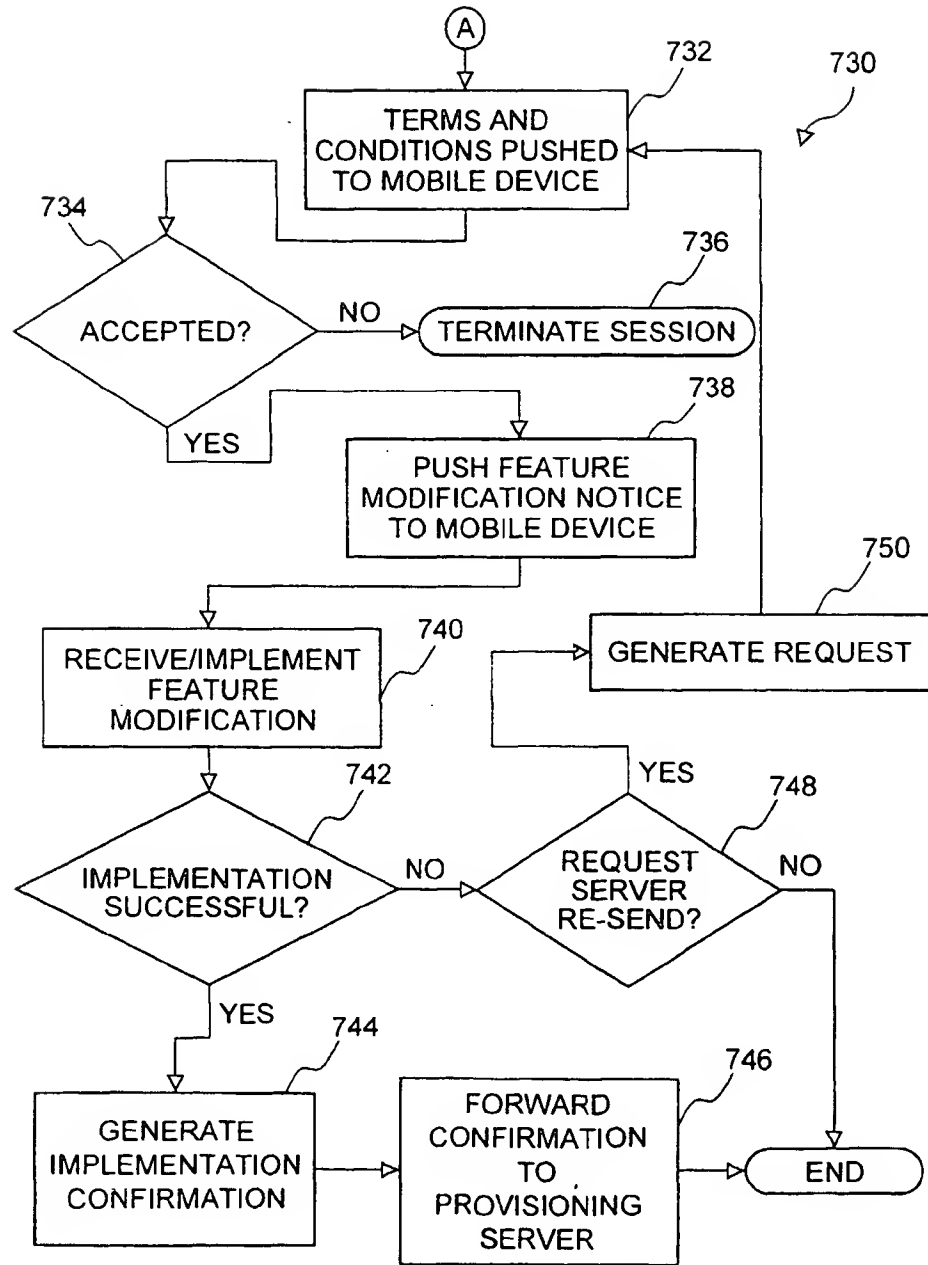 A
732
730
TERMS AND
CONDITIONS PUSHED
TO MOBILE DEVICE
734
736
ACCEPTED?
NO
TERMINATE SESSION
738
YES
PUSH FEATURE
MODIFICATION NOTICE
TO MOBILE DEVICE
750
740
GENERATE REQUEST
RECEIVE/IMPLEMENT
FEATURE
MODIFICATION
742
YES
748
IMPLEMENTATION
SUCCESSFUL?
NO
REQUEST
SERVER
RE-SEND?
NO
YES
744
746
GENERATE
IMPLEMENTATION
CONFIRMATION
FORWARD
CONFIRMATION
TO
PROVISIONING
SERVER
END